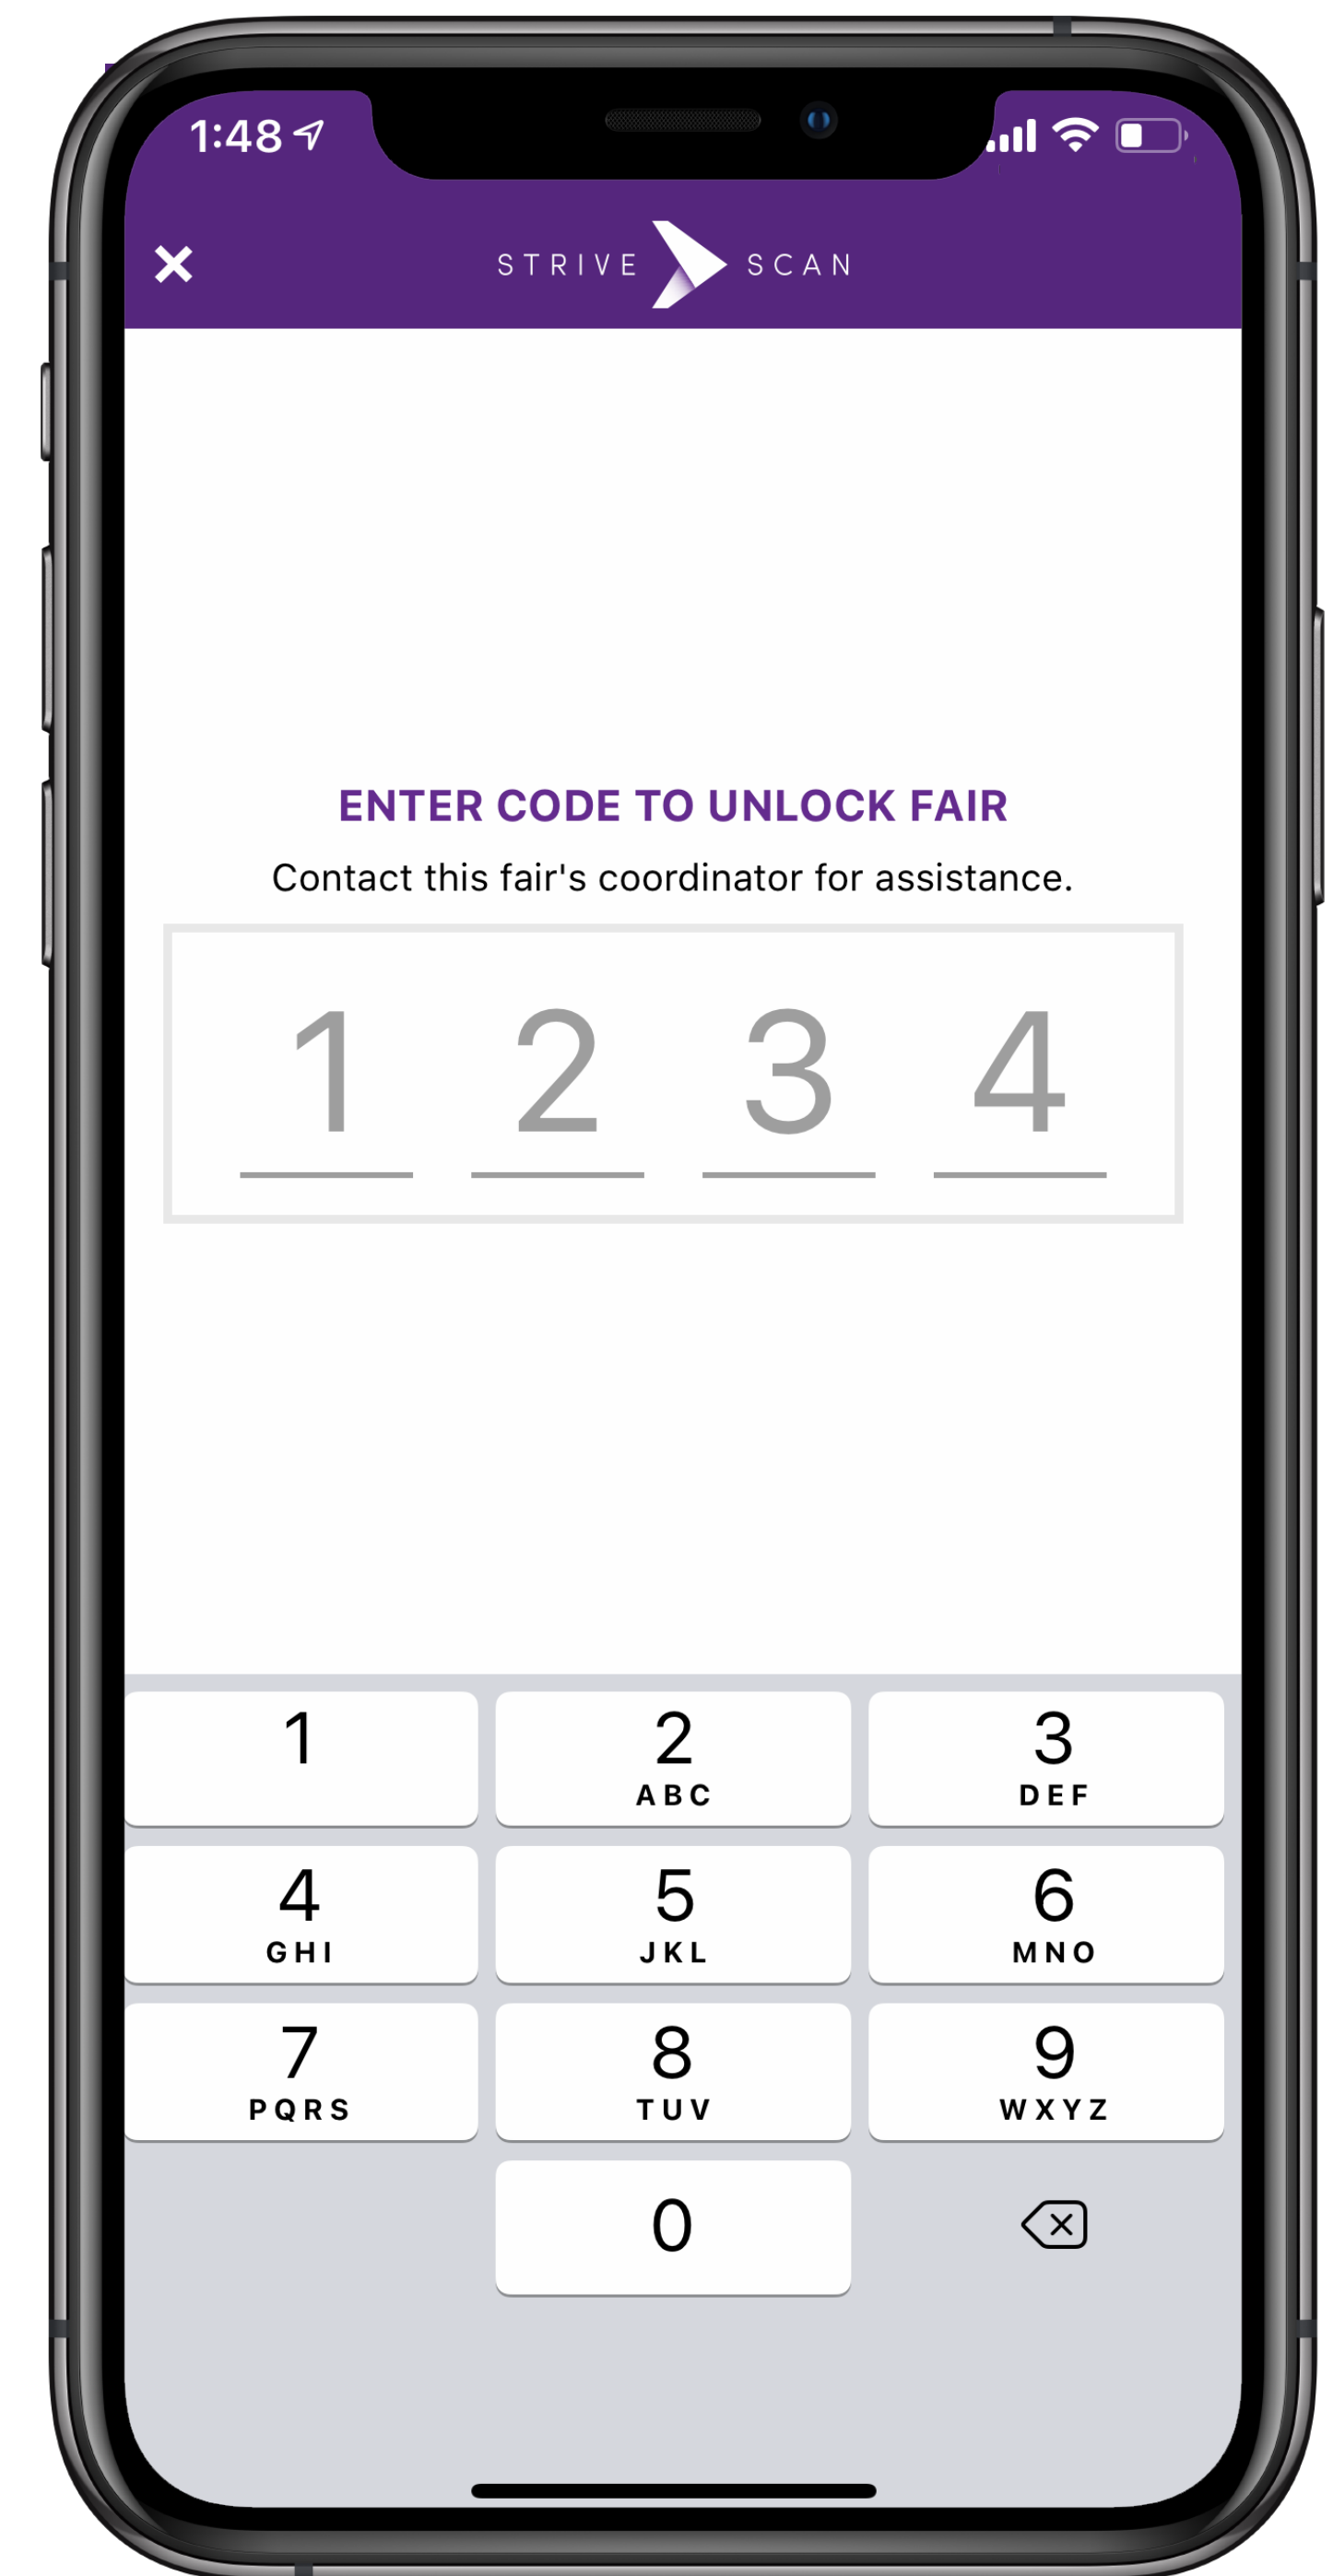 1:48
STRIVE SCAN
ENTER CODE TO UNLOCK FAIR
Contact this fair's coordinator for assistance.
1 2 3 4
1 2 3
ABC DEF
4 5 6
GHI JKL MNO
7 8 9
PQRS TUV WXYZ
0